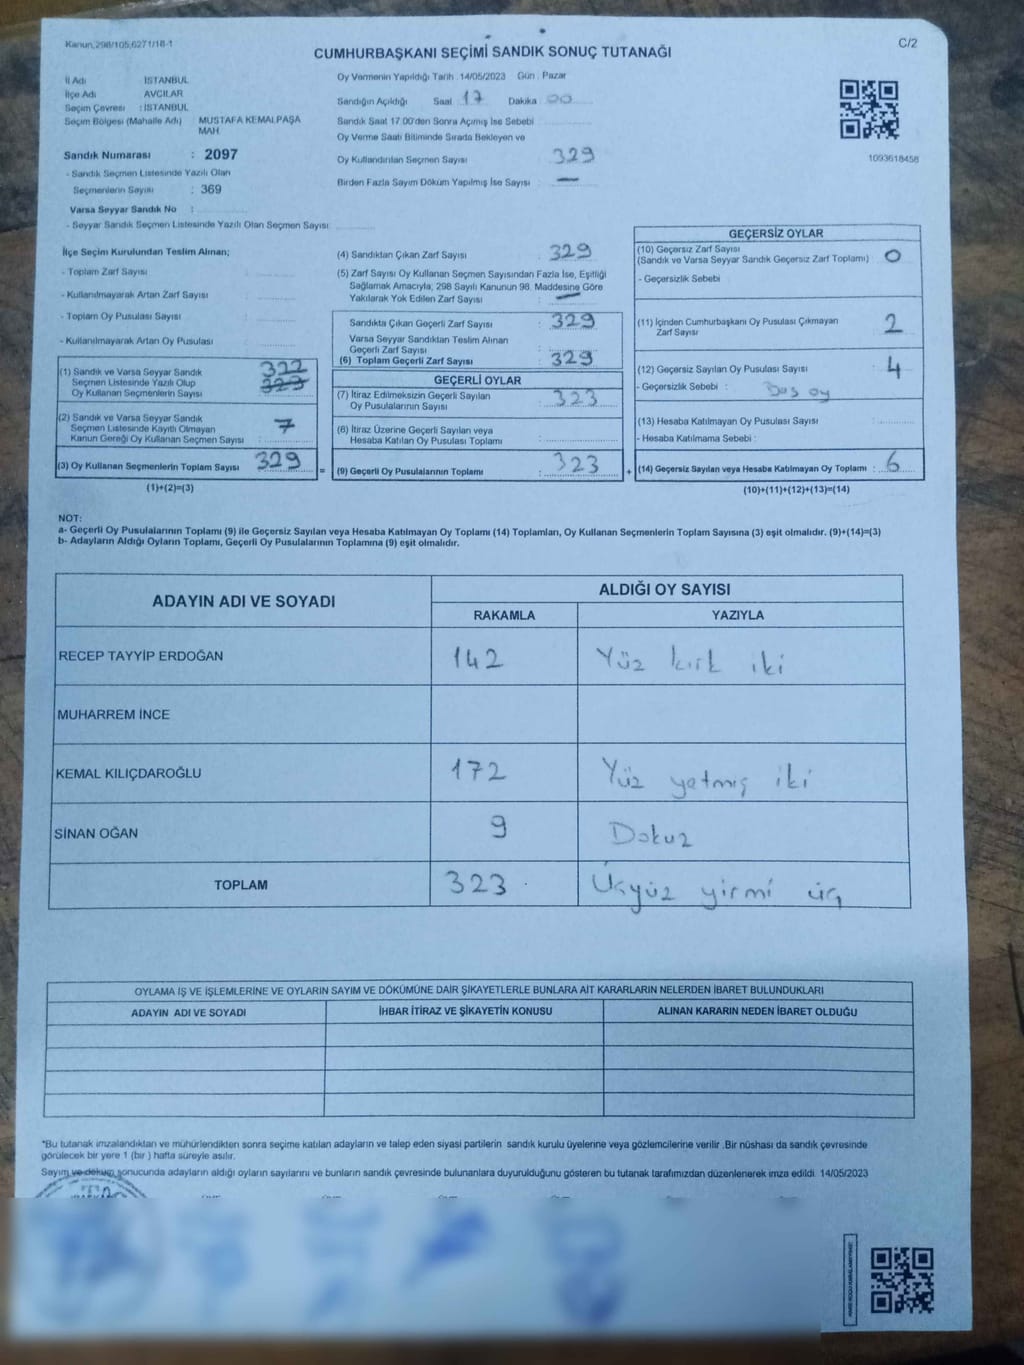 Kanun,298/105,6271/18-1
C/2
CUMHURBAŞKANI SEÇİMİ SANDIK SONUÇ TUTANAĞI
İl Adı İSTANBUL
İlçe Adı AVCILAR
Seçim Çevresi : İSTANBUL
Seçim Bölgesi (Mahalle Adı) : MUSTAFA KEMALPAŞA
MAH
Sandık Numarası : 2097
- Sandık Seçmen Listesinde Yazılı Olan
Seçmenlerin Sayısı : 369
Varsa Seyyar Sandık No :
- Seyyar Sandık Seçmen Listesinde Yazılı Olan Seçmen Sayısı
Oy Vermenin Yapıldığı Tarih : 14/05/2023 Gün : Pazar
Sandığın Açıldığı Saat 17 Dakika 00
Sandık Saat 17.00'den Sonra Açımış İse Sebebi
Oy Verme Saati Bitiminde Sırada Bekleyen ve
Oy Kullandırılan Seçmen Sayısı 329
Birden Fazla Sayım Döküm Yapılmış İse Sayısı : —
1093618456
İlçe Seçim Kurulundan Teslim Alınan;
- Toplam Zarf Sayısı
- Kullanılmayarak Artan Zarf Sayısı
- Toplam Oy Pusulası Sayısı
- Kullanılmayarak Artan Oy Pusulası
(1) Sandık ve Varsa Seyyar Sandık
Seçmen Listesinde Yazılı Olup
Oy Kullanan Seçmenlerin Sayısı 322
323
(2) Sandık ve Varsa Seyyar Sandık
Seçmen Listesinde Kayıtlı Olmayan
Kanun Gereği Oy Kullanan Seçmen Sayısı 7
(3) Oy Kullanan Seçmenlerin Toplam Sayısı 329
(1)+(2)=(3)
(4) Sandıktan Çıkan Zarf Sayısı : 329
(5) Zarf Sayısı Oy Kullanan Seçmen Sayısından Fazla İse, Eşitliği
Sağlamak Amacıyla; 298 Sayılı Kanunun 98. Maddesine Göre
Yakılarak Yok Edilen Zarf Sayısı : —
Sandıkta Çıkan Geçerli Zarf Sayısı : 329
Varsa Seyyar Sandıktan Teslim Alınan
Geçerli Zarf Sayısı
(6) Toplam Geçerli Zarf Sayısı : 329
GEÇERLİ OYLAR
(7) İtiraz Edilmeksizin Geçerli Sayılan
Oy Pusulalarının Sayısı : 323
(8) İtiraz Üzerine Geçerli Sayılan veya
Hesaba Katılan Oy Pusulası Toplamı :
= (9) Geçerli Oy Pusulalarının Toplamı : 323
GEÇERSİZ OYLAR
(10) Geçersiz Zarf Sayısı
(Sandık ve Varsa Seyyar Sandık Geçersiz Zarf Toplamı) : 0
- Geçersizlik Sebebi
(11) İçinden Cumhurbaşkanı Oy Pusulası Çıkmayan
Zarf Sayısı : 2
(12) Geçersiz Sayılan Oy Pusulası Sayısı : 4
- Geçersizlik Sebebi : Boş oy
(13) Hesaba Katılmayan Oy Pusulası Sayısı :
- Hesaba Katılmama Sebebi :
+ (14) Geçersiz Sayılan veya Hesaba Katılmayan Oy Toplamı : 6
(10)+(11)+(12)+(13)=(14)
NOT:
a- Geçerli Oy Pusulalarının Toplamı (9) ile Geçersiz Sayılan veya Hesaba Katılmayan Oy Toplamı (14) Toplamları, Oy Kullanan Seçmenlerin Toplam Sayısına (3) eşit olmalıdır. (9)+(14)=(3)
b- Adayların Aldığı Oyların Toplamı, Geçerli Oy Pusulalarının Toplamına (9) eşit olmalıdır.
ADAYIN ADI VE SOYADI
ALDIĞI OY SAYISI
RAKAMLA YAZIYLA
RECEP TAYYİP ERDOĞAN 142 Yüz kırk iki
MUHARREM İNCE
KEMAL KILIÇDAROĞLU 172 Yüz yetmiş iki
SİNAN OĞAN 9 Dokuz
TOPLAM 323 Üçyüz yirmi üç
OYLAMA İŞ VE İŞLEMLERİNE VE OYLARIN SAYIM VE DÖKÜMÜNE DAİR ŞİKAYETLERLE BUNLARA AİT KARARLARIN NELERDEN İBARET BULUNDUKLARI
ADAYIN ADI VE SOYADI İHBAR İTİRAZ VE ŞİKAYETİN KONUSU ALINAN KARARIN NEDEN İBARET OLDUĞU
*Bu tutanak imzalandıktan ve mühürlendikten sonra seçime katılan adayların ve talep eden siyasi partilerin sandık kurulu üyelerine veya gözlemcilerine verilir .Bir nüshası da sandık çevresinde
görülecek bir yere 1 (bir ) hafta süreyle asılır.
Sayım ve döküm sonucunda adayların aldığı oyların sayılarını ve bunların sandık çevresinde bulunanlara duyurulduğunu gösteren bu tutanak tarafımızdan düzenlenerek imza edildi. 14/05/2023